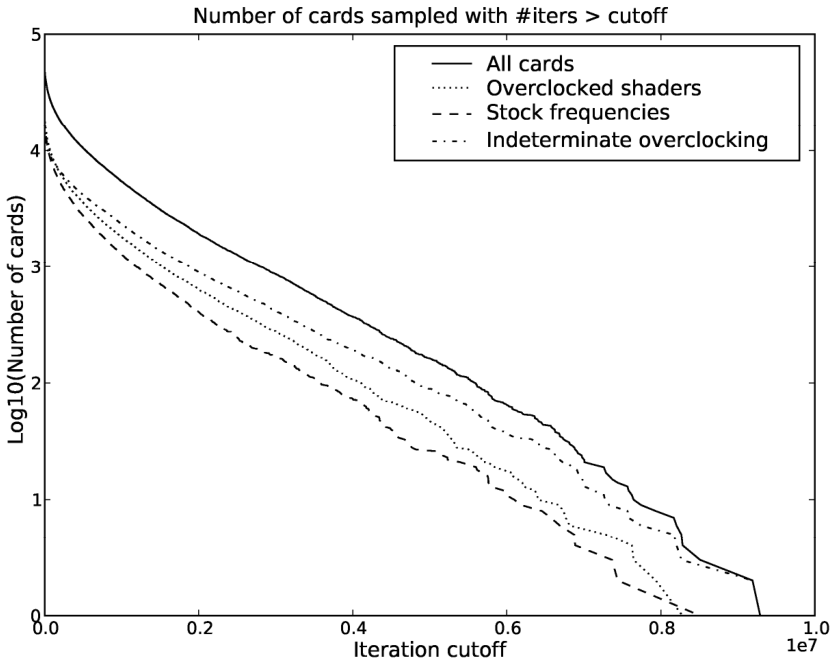 Number of cards sampled with #iters > cutoff
5
4
3
2
1
0
Log10(Number of cards)
All cards
Overclocked shaders
Stock frequencies
Indeterminate overclocking
0.0 0.2 0.4 0.6 0.8 1.0
1e7
Iteration cutoff